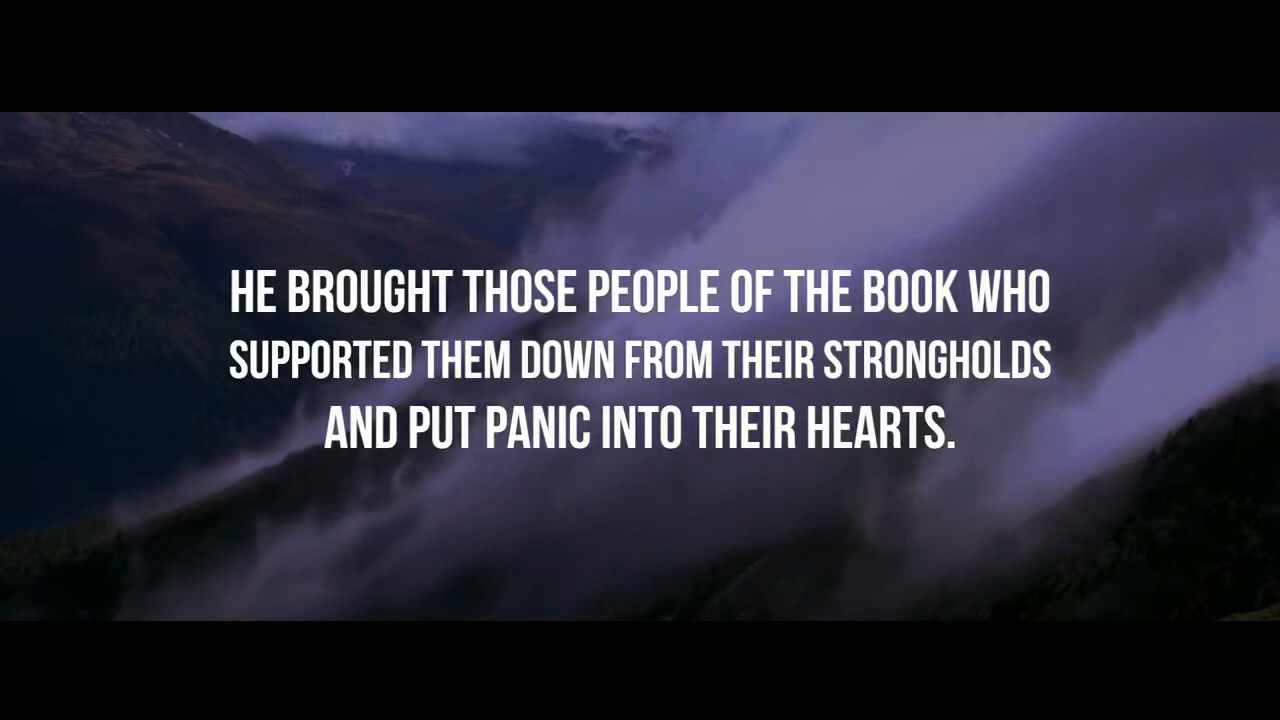 HE BROUGHT THOSE PEOPLE OF THE BOOK WHO
SUPPORTED THEM DOWN FROM THEIR STRONGHOLDS
AND PUT PANIC INTO THEIR HEARTS.